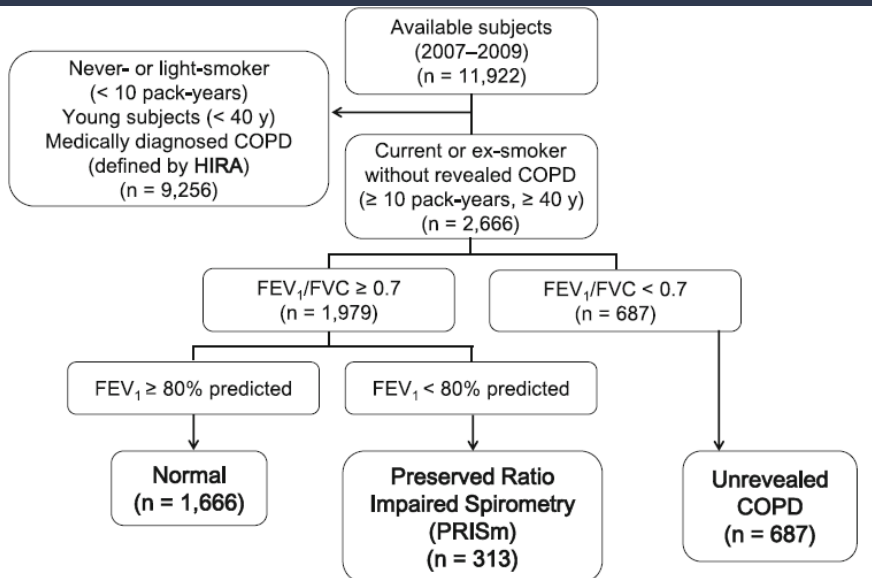 Available subjects
(2007–2009)
(n = 11,922)
Never- or light-smoker
(< 10 pack-years)
Young subjects (< 40 y)
Medically diagnosed COPD
(defined by HIRA)
(n = 9,256)
Current or ex-smoker
without revealed COPD
(≥ 10 pack-years, ≥ 40 y)
(n = 2,666)
FEV₁/FVC ≥ 0.7
(n = 1,979)
FEV₁/FVC < 0.7
(n = 687)
FEV₁ ≥ 80% predicted
FEV₁ < 80% predicted
Normal
(n = 1,666)
Preserved Ratio
Impaired Spirometry
(PRISm)
(n = 313)
Unrevealed
COPD
(n = 687)